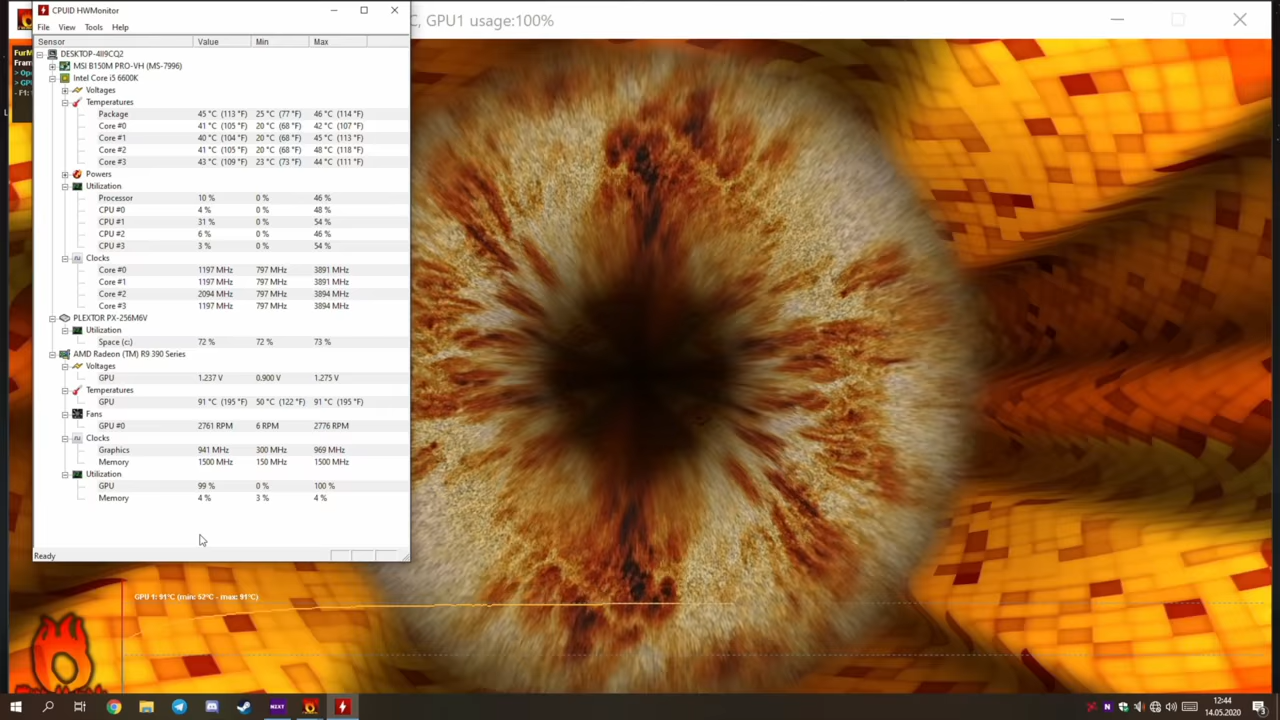 CPUID HWMonitor
C, GPU1 usage:100%
File View Tools Help
Sensor Value Min Max
DESKTOP-4II9CQ2
MSI B150M PRO-VH (MS-7996)
Intel Core i5 6600K
Voltages
Temperatures
Package 45 °C (113 °F) 25 °C (77 °F) 46 °C (114 °F)
Core #0 41 °C (105 °F) 20 °C (68 °F) 42 °C (107 °F)
Core #1 40 °C (104 °F) 20 °C (68 °F) 45 °C (113 °F)
Core #2 41 °C (105 °F) 20 °C (68 °F) 48 °C (118 °F)
Core #3 43 °C (109 °F) 23 °C (73 °F) 44 °C (111 °F)
Powers
Utilization
Processor 10 % 0 % 46 %
CPU #0 4 % 0 % 48 %
CPU #1 31 % 0 % 54 %
CPU #2 6 % 0 % 46 %
CPU #3 3 % 0 % 54 %
Clocks
Core #0 1197 MHz 797 MHz 3891 MHz
Core #1 1197 MHz 797 MHz 3891 MHz
Core #2 2094 MHz 797 MHz 3894 MHz
Core #3 1197 MHz 797 MHz 3894 MHz
PLEXTOR PX-256M6V
Utilization
Space (c:) 72 % 72 % 73 %
AMD Radeon (TM) R9 390 Series
Voltages
GPU 1.237 V 0.900 V 1.275 V
Temperatures
GPU 91 °C (195 °F) 50 °C (122 °F) 91 °C (195 °F)
Fans
GPU #0 2761 RPM 6 RPM 2776 RPM
Clocks
Graphics 941 MHz 300 MHz 969 MHz
Memory 1500 MHz 150 MHz 1500 MHz
Utilization
GPU 99 % 0 % 100 %
Memory 4 % 3 % 4 %
Ready
FurM
Fram
> Ope
> GP
- F1:
GPU 1: 91°C (min: 52°C - max: 91°C)
NZXT
12:44
14.05.2020
3